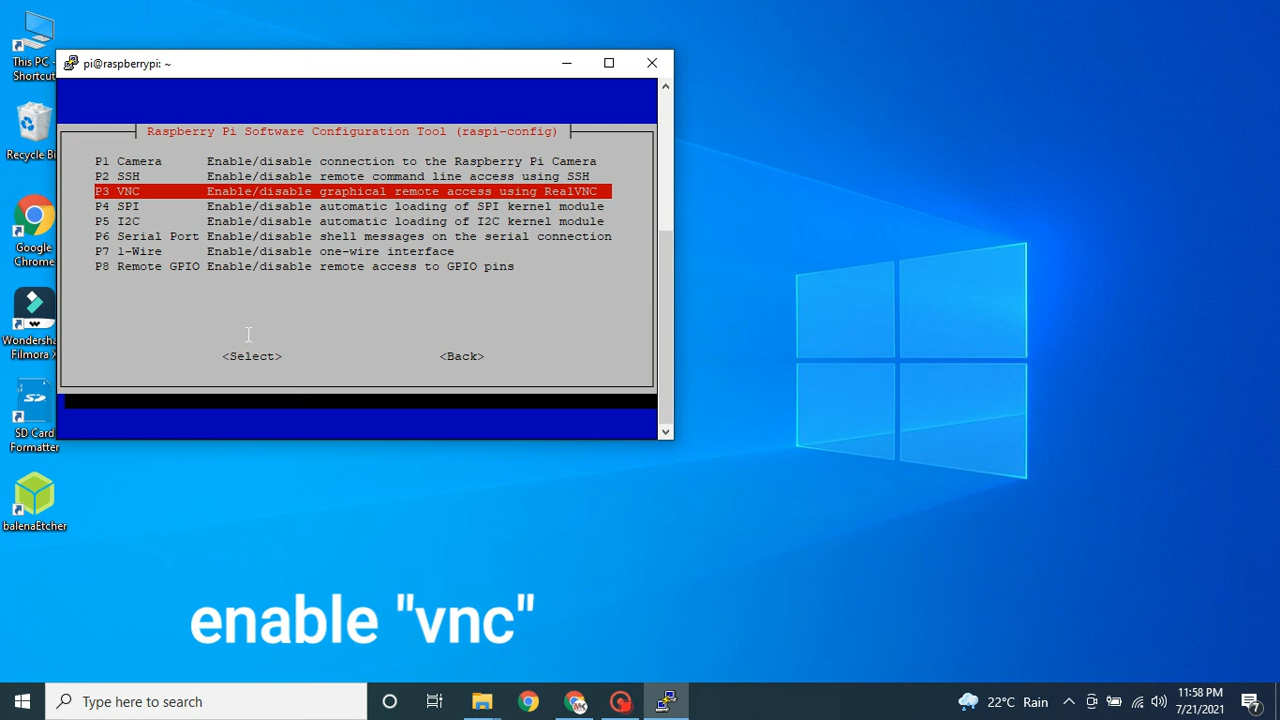 This PC -
Shortcut
Recycle Bi
Google
Chrome
Wondersha
Filmora X
SD Card
Formatter
balenaEtcher
pi@raspberrypi: ~
Raspberry Pi Software Configuration Tool (raspi-config)
P1 Camera Enable/disable connection to the Raspberry Pi Camera
P2 SSH Enable/disable remote command line access using SSH
P3 VNC Enable/disable graphical remote access using RealVNC
P4 SPI Enable/disable automatic loading of SPI kernel module
P5 I2C Enable/disable automatic loading of I2C kernel module
P6 Serial Port Enable/disable shell messages on the serial connection
P7 1-Wire Enable/disable one-wire interface
P8 Remote GPIO Enable/disable remote access to GPIO pins
<Select> <Back>
enable "vnc"
Type here to search
MK
22°C Rain
11:58 PM
7/21/2021
7